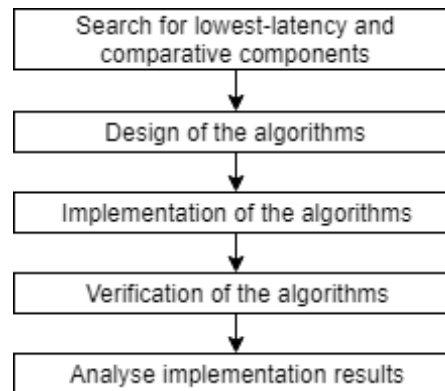 Search for lowest-latency and
comparative components
Design of the algorithms
Implementation of the algorithms
Verification of the algorithms
Analyse implementation results